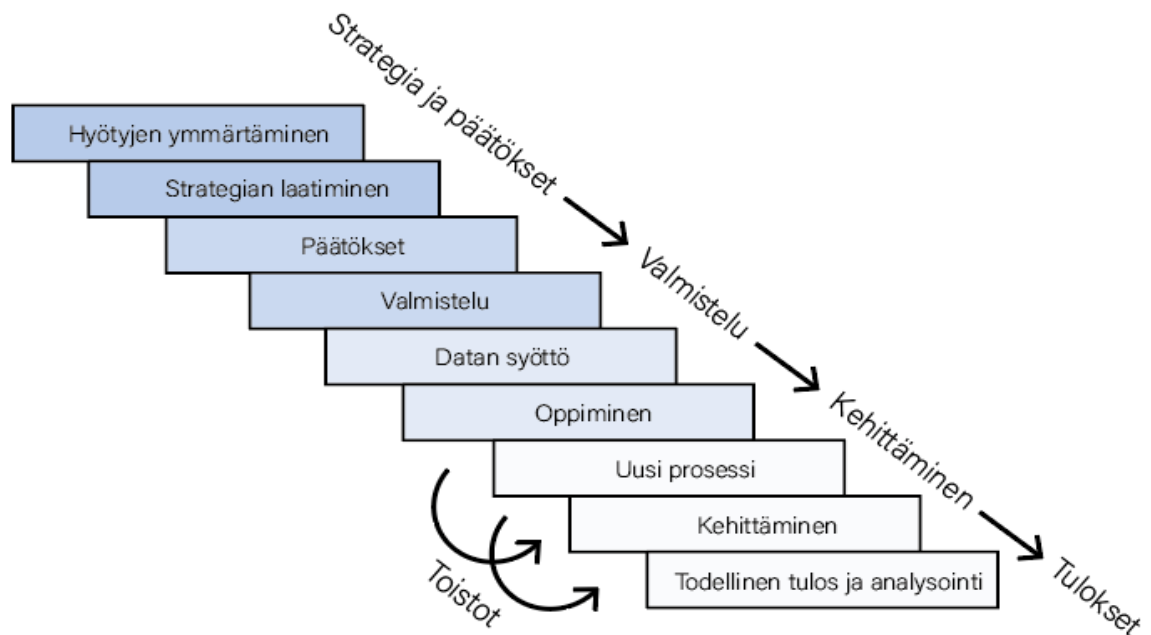 Strategia ja päätökset
Hyötyjen ymmärtäminen
Strategian laatiminen
Päätökset
Valmistelu
Valmistelu
Datan syöttö
Oppiminen
Kehittäminen
Uusi prosessi
Kehittäminen
Todellinen tulos ja analysointi
Toistot
Tulokset